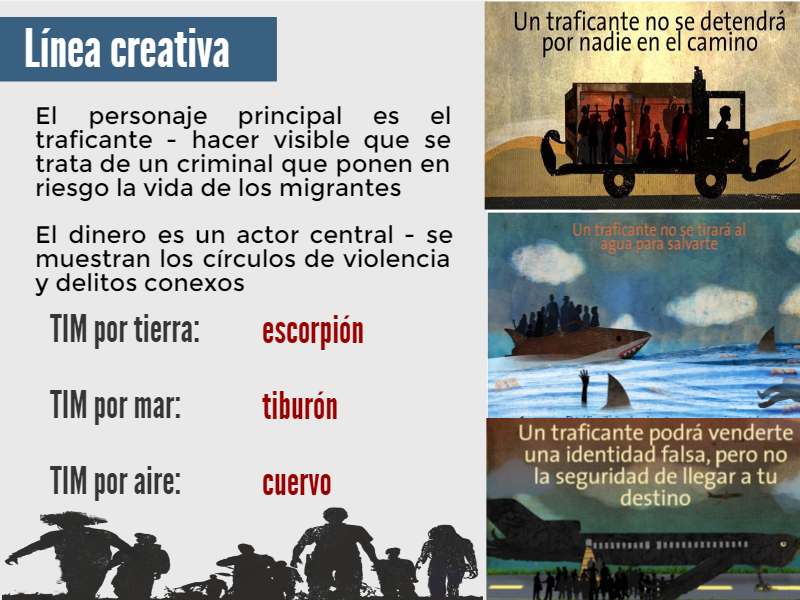 Línea creativa
El personaje principal es el
traficante - hacer visible que se
trata de un criminal que ponen en
riesgo la vida de los migrantes
El dinero es un actor central - se
muestran los círculos de violencia
y delitos conexos
TIM por tierra: escorpión
TIM por mar: tiburón
TIM por aire: cuervo
Un traficante no se detendrá
por nadie en el camino
Un traficante no se tirará al
agua para salvarte
Un traficante podrá venderte
una identidad falsa, pero no
la seguridad de llegar a tu
destino